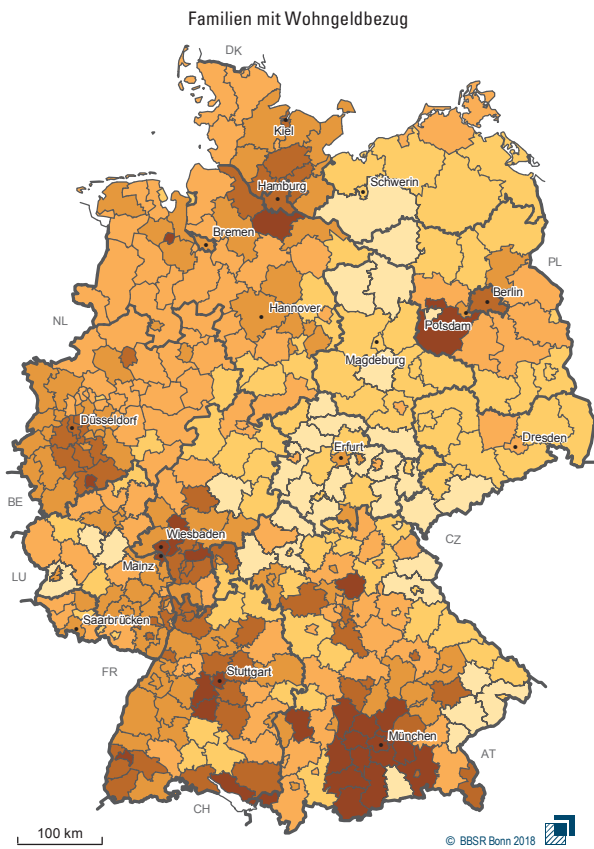 Familien mit Wohngeldbezug
DK
Kiel
Hamburg
Schwerin
Bremen
PL
Berlin
Hannover
NL
Potsdam
Magdeburg
Düsseldorf
Erfurt
Dresden
BE
Wiesbaden
CZ
Mainz
LU
Saarbrücken
FR
Stuttgart
München
AT
CH
100 km
© BBSR Bonn 2018